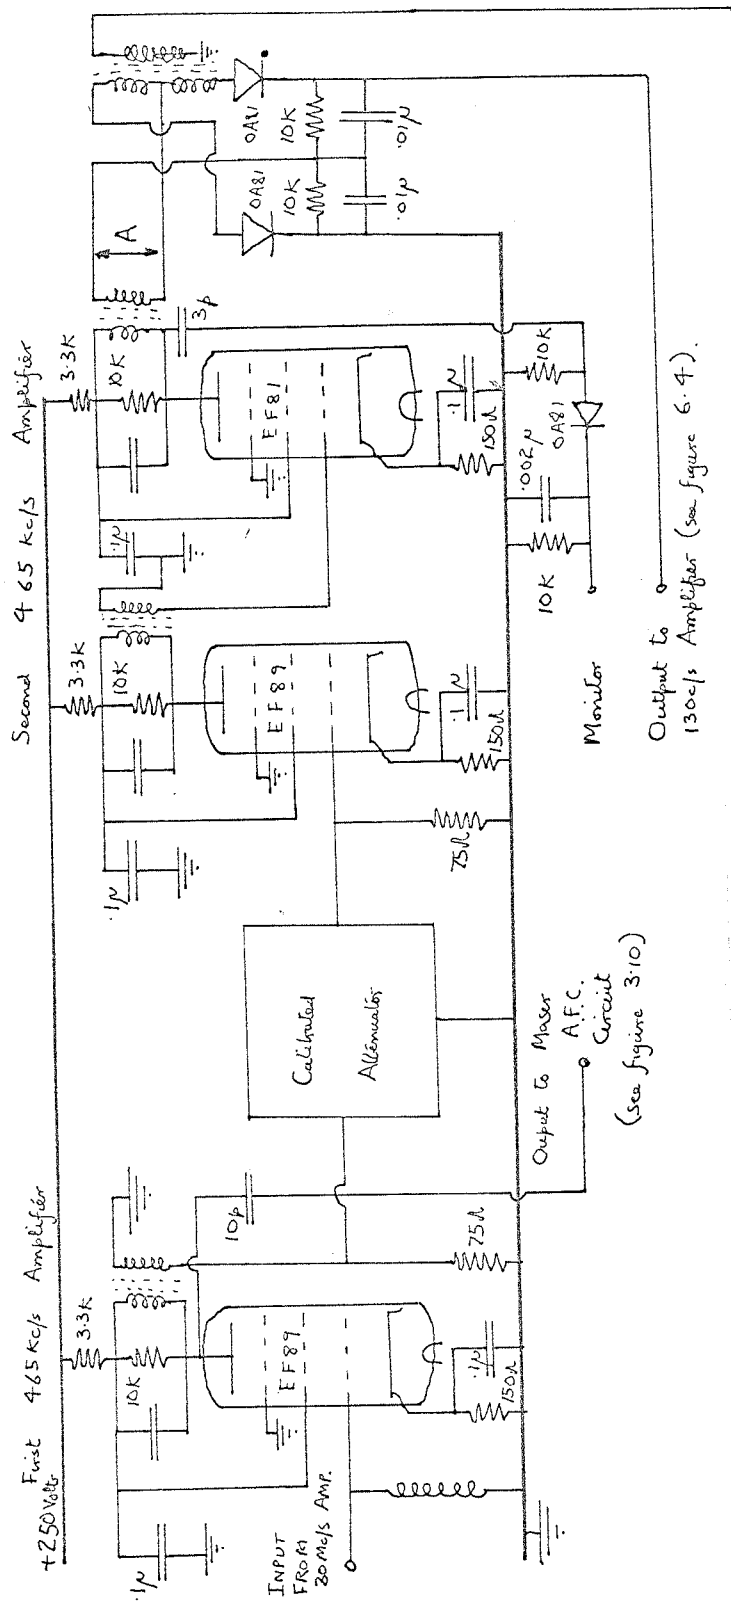 First 465 Kc/s Amplifier
+250 Volts
Second 465 Kc/s Amplifier
3.3K
10K
EF89
.1μ
150Ω
.1μ
INPUT
FROM
30 Mc/s AMP.
10p
75Ω
Calibrated
Attenuator
Ouput to Maser
A.F.C.
Circuit
(see figure 3.10)
75Ω
3.3K
10K
EF89
.1μ
150Ω
.1μ
3.3K
10K
EF81
.1μ
150Ω
.1μ
3p
A
OA81
OA81
10K
10K
.01μ
.01μ
10K
OA81
.002μ
10K
Monitor
Output to
130c/s Amplifier (see figure 6.4).